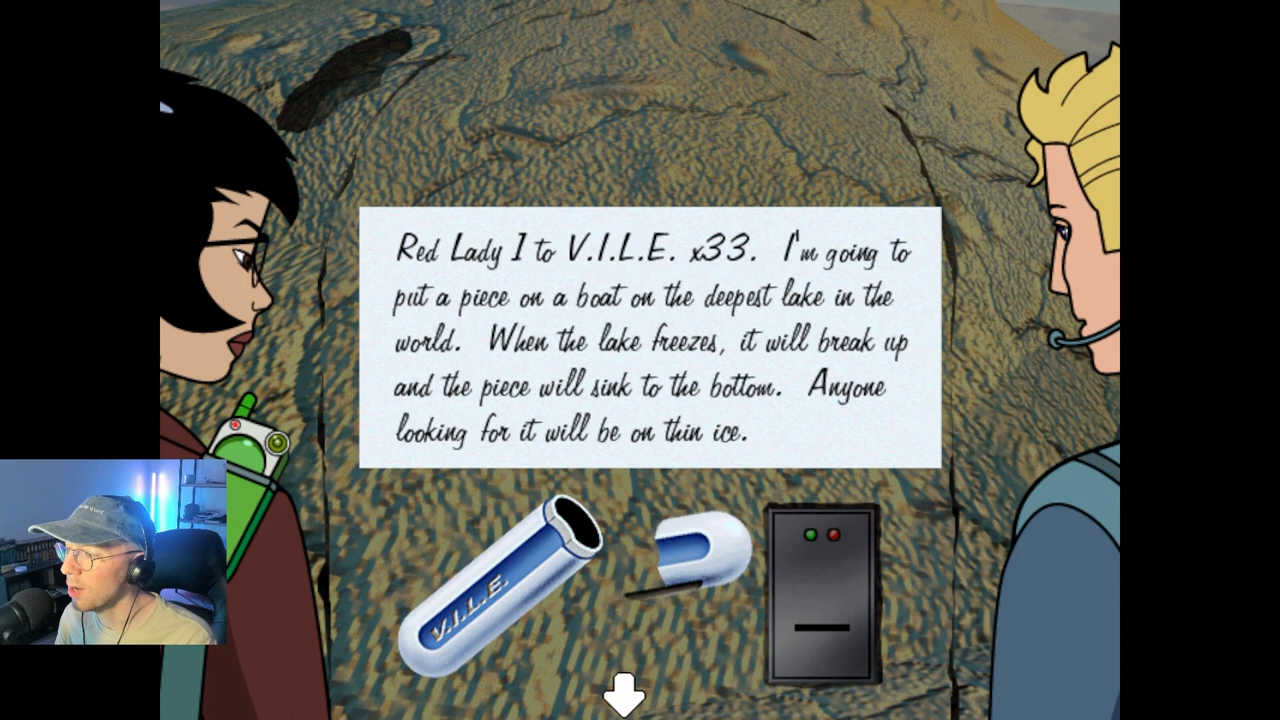 Red Lady I to V.I.L.E. x33. I'm going to
put a piece on a boat on the deepest lake in the
world. When the lake freezes, it will break up
and the piece will sink to the bottom. Anyone
looking for it will be on thin ice.
V.I.L.E.